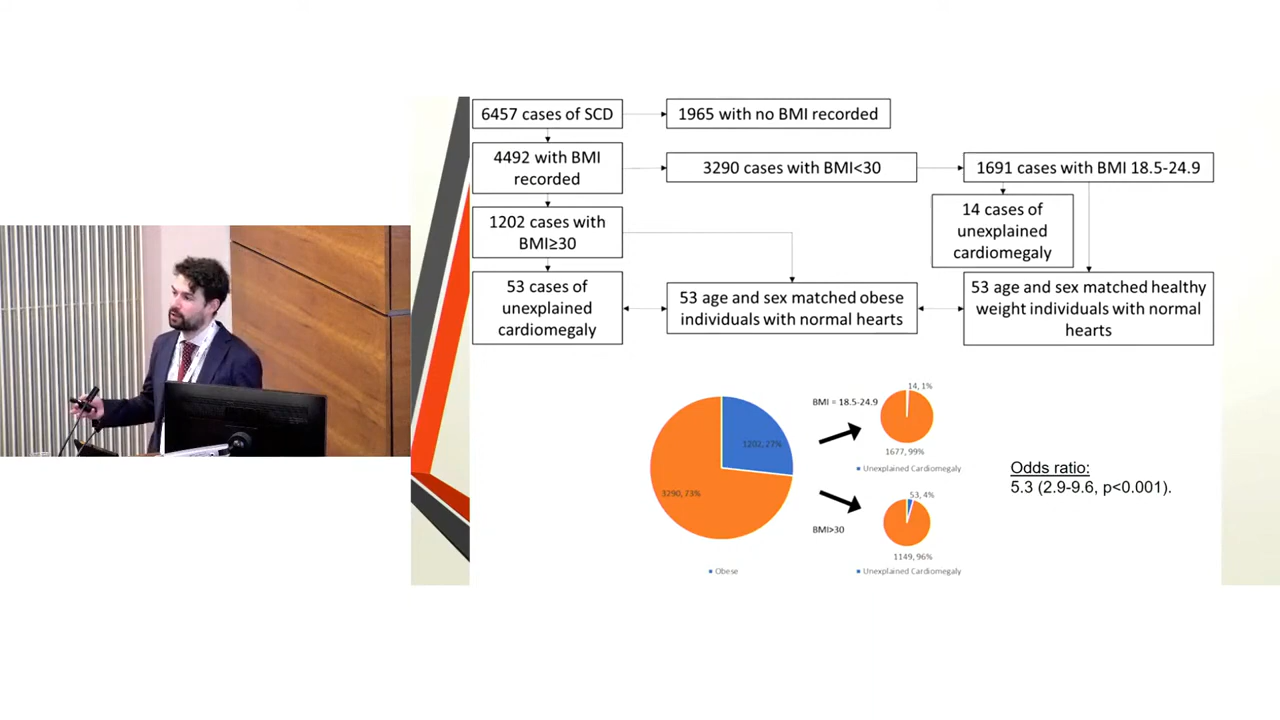 6457 cases of SCD
1965 with no BMI recorded
4492 with BMI
recorded
3290 cases with BMI<30
1691 cases with BMI 18.5-24.9
14 cases of
unexplained
cardiomegaly
1202 cases with
BMI≥30
53 cases of
unexplained
cardiomegaly
53 age and sex matched obese
individuals with normal hearts
53 age and sex matched healthy
weight individuals with normal
hearts
1202, 27%
3290, 73%
Obese
BMI = 18.5-24.9
14, 1%
1677, 99%
Unexplained Cardiomegaly
BMI>30
53, 4%
1149, 96%
Unexplained Cardiomegaly
Odds ratio:
5.3 (2.9-9.6, p<0.001).